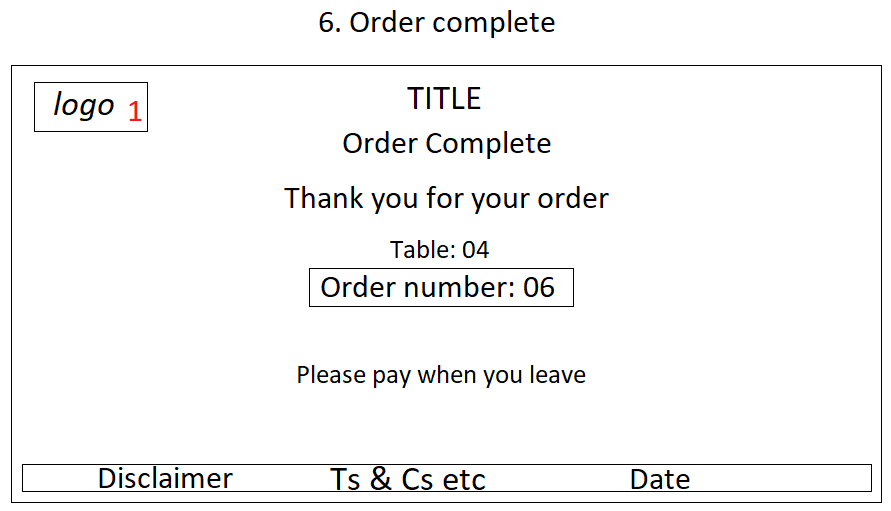 6. Order complete
logo 1
TITLE
Order Complete
Thank you for your order
Table: 04
Order number: 06
Please pay when you leave
Disclaimer Ts & Cs etc Date